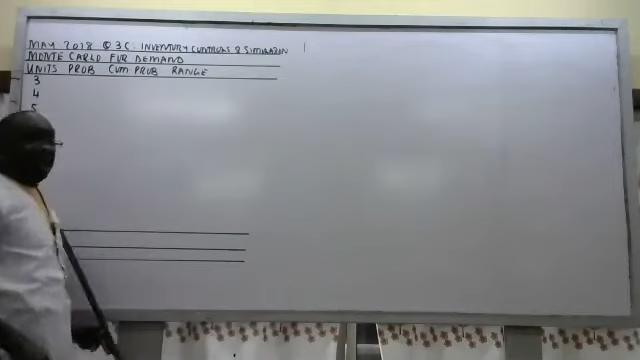 MAY 2018 Q3C: INVENTORY CONTROLS & SIMULATION
MONTE CARLO FOR DEMAND
UNITS PROB CUM PROB RANGE
3
4
5